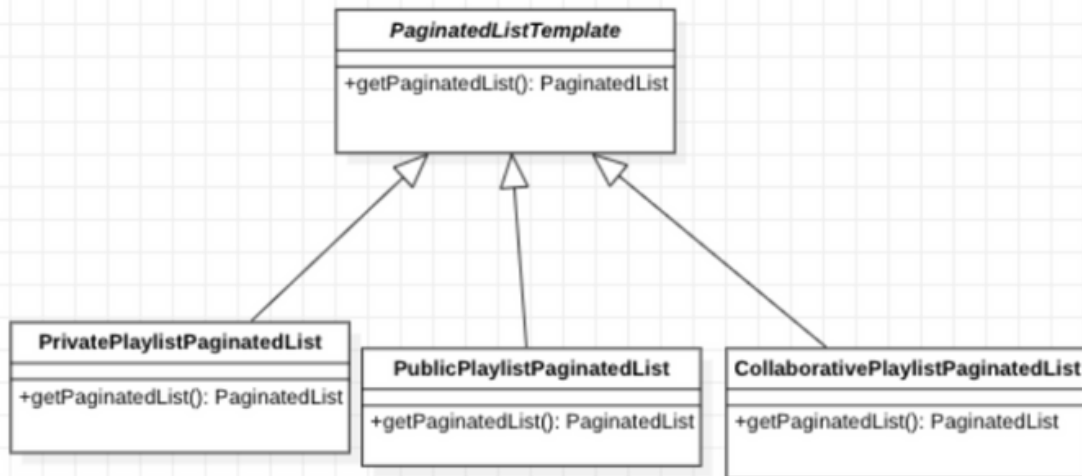 PaginatedListTemplate
+getPaginatedList(): PaginatedList
PrivatePlaylistPaginatedList
+getPaginatedList(): PaginatedList
PublicPlaylistPaginatedList
+getPaginatedList(): PaginatedList
CollaborativePlaylistPaginatedList
+getPaginatedList(): PaginatedList